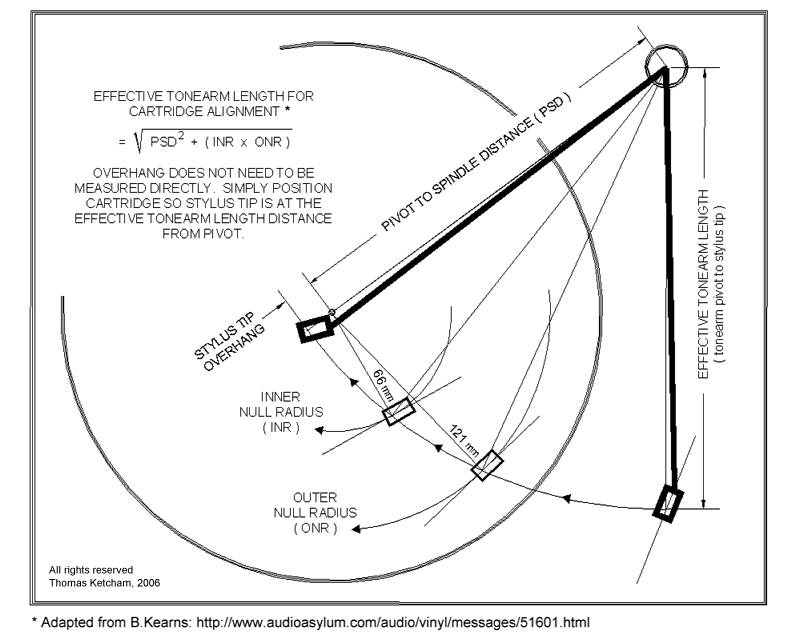 EFFECTIVE TONEARM LENGTH FOR
CARTRIDGE ALIGNMENT *
= √ PSD² + ( INR x ONR )
OVERHANG DOES NOT NEED TO BE
MEASURED DIRECTLY. SIMPLY POSITION
CARTRIDGE SO STYLUS TIP IS AT THE
EFFECTIVE TONEARM LENGTH DISTANCE
FROM PIVOT.
PIVOT TO SPINDLE DISTANCE ( PSD )
EFFECTIVE TONEARM LENGTH
( tonearm pivot to stylus tip )
STYLUS TIP
OVERHANG
66 mm
INNER
NULL RADIUS
( INR )
121 mm
OUTER
NULL RADIUS
( ONR )
All rights reserved
Thomas Ketcham, 2006
* Adapted from B.Kearns: http://www.audioasylum.com/audio/vinyl/messages/51601.html